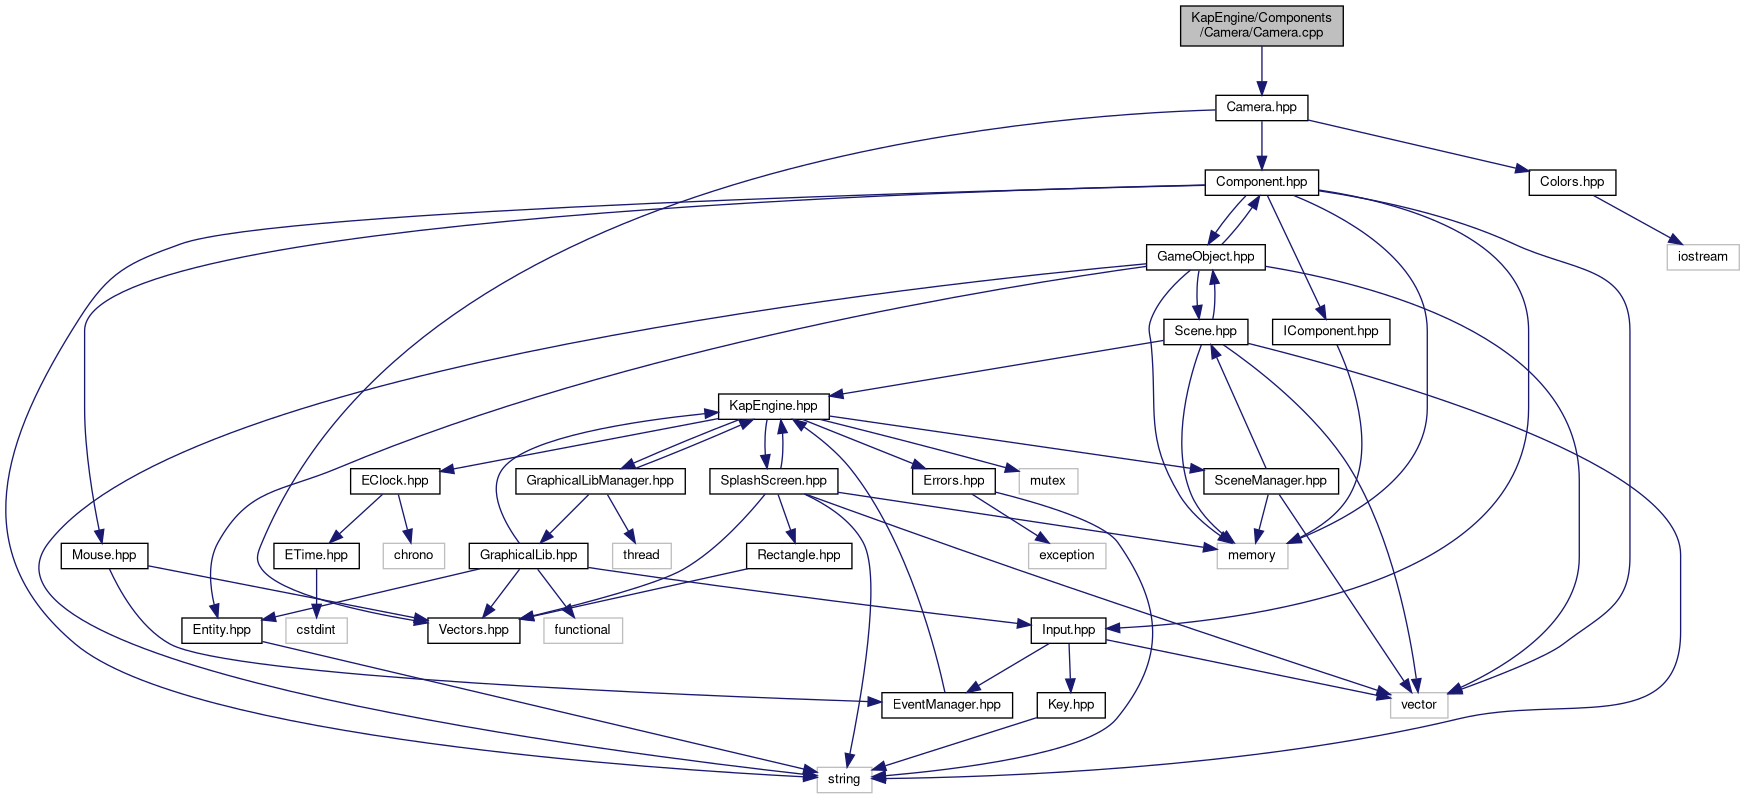 KapEngine/Components
/Camera/Camera.cpp
Camera.hpp
Component.hpp
Colors.hpp
GameObject.hpp
iostream
Scene.hpp
IComponent.hpp
KapEngine.hpp
EClock.hpp
GraphicalLibManager.hpp
SplashScreen.hpp
Errors.hpp
mutex
SceneManager.hpp
Mouse.hpp
ETime.hpp
chrono
GraphicalLib.hpp
thread
Rectangle.hpp
exception
memory
Entity.hpp
cstdint
Vectors.hpp
functional
Input.hpp
EventManager.hpp
Key.hpp
vector
string